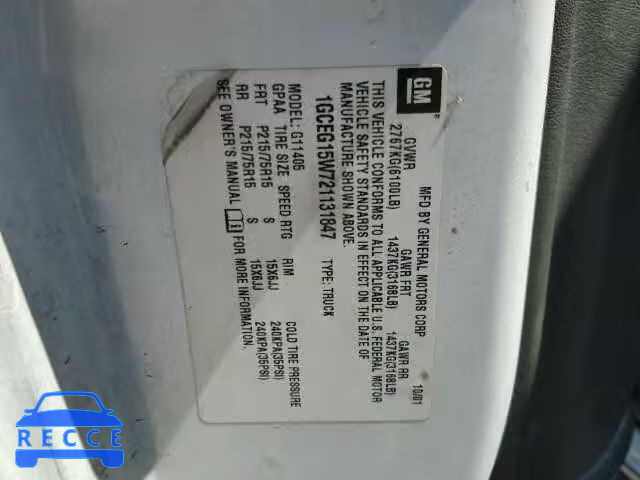 GM
MFD BY GENERAL MOTORS CORP 10/01
GVWR GAWR FRT GAWR RR
2767KG(6100LB) 1437KG(3168LB) 1437KG(3168LB)
THIS VEHICLE CONFORMS TO ALL APPLICABLE U.S. FEDERAL MOTOR
VEHICLE SAFETY STANDARDS IN EFFECT ON THE DATE OF
MANUFACTURE SHOWN ABOVE.
1GCEG15W721131847 TYPE: TRUCK
MODEL: G11405
GPAA TIRE SIZE SPEED RTG RIM COLD TIRE PRESSURE
FRT P215/75R15 S 15X6JJ 240KPA(35PSI)
RR P215/75R15 S 15X6JJ 240KPA(35PSI).
SEE OWNER'S MANUAL FOR MORE INFORMATION.
RECCE